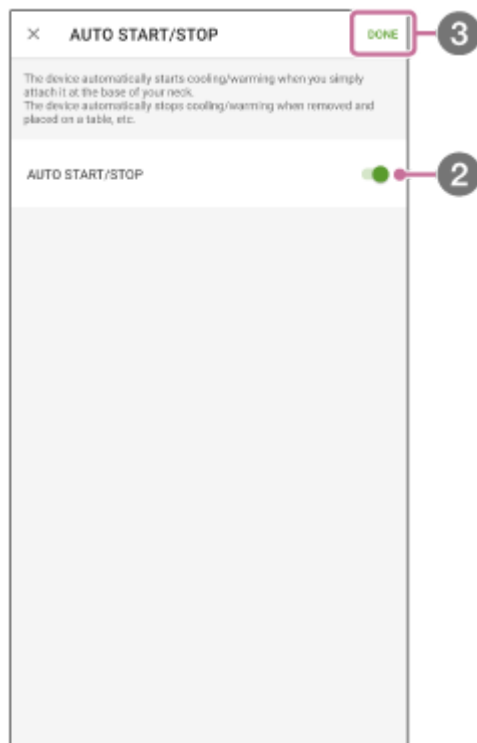 × AUTO START/STOP DONE
3
The device automatically starts cooling/warming when you simply
attach it at the base of your neck.
The device automatically stops cooling/warming when removed and
placed on a table, etc.
AUTO START/STOP
2